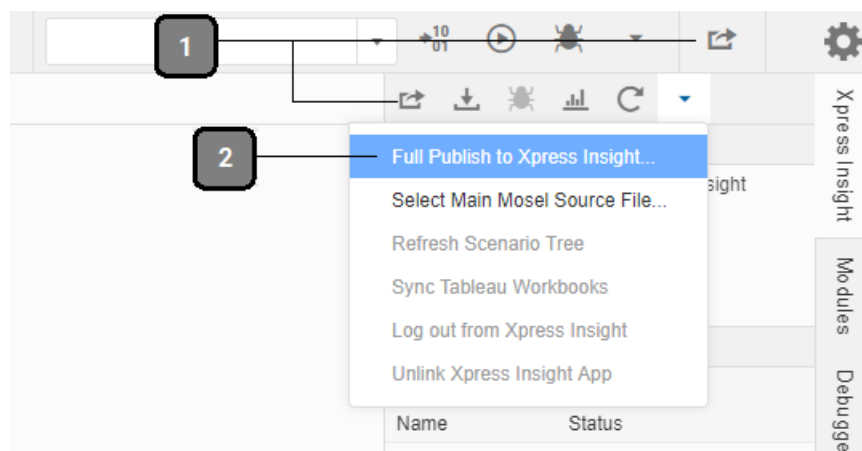 1
10
01
2
Full Publish to Xpress Insight...
sight
Select Main Mosel Source File...
Refresh Scenario Tree
Sync Tableau Workbooks
Log out from Xpress Insight
Unlink Xpress Insight App
Name Status
Xpress Insight
Modules
Debugge